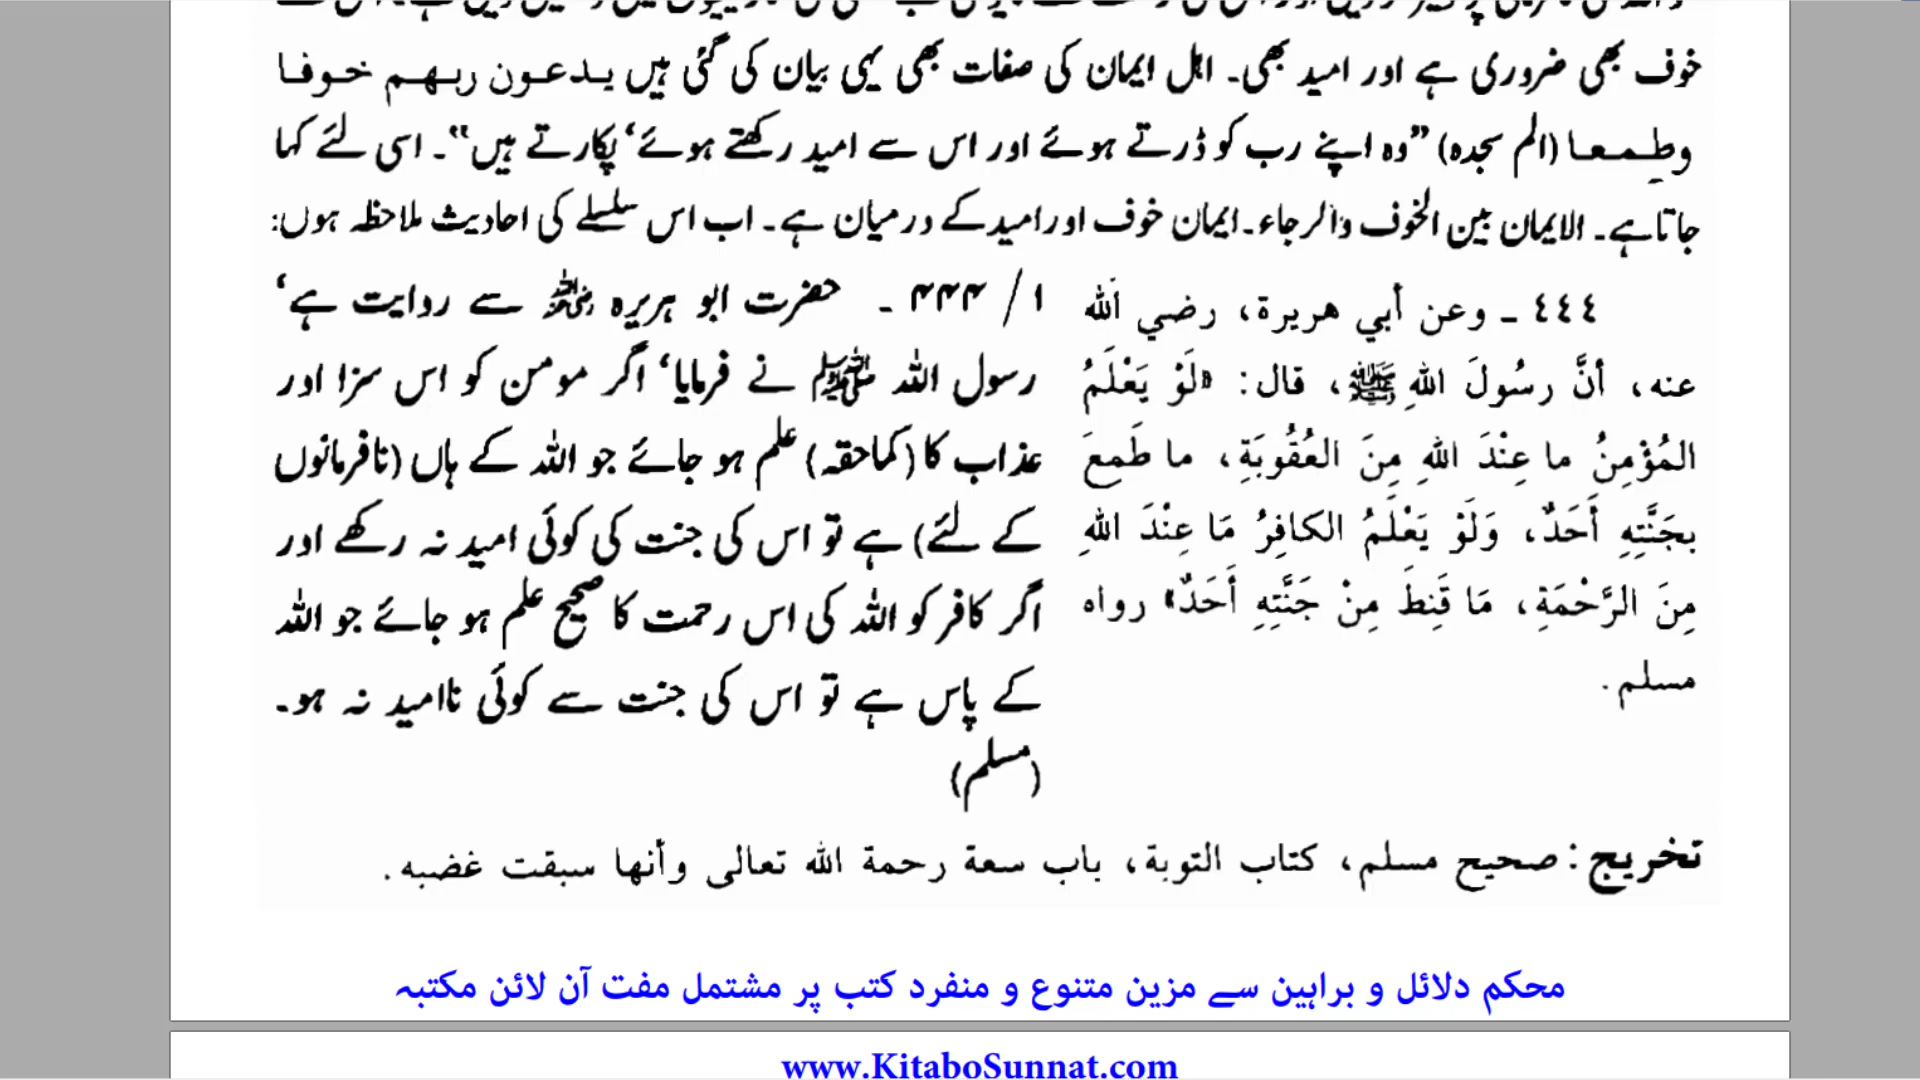 خوف بھی ضروری ہے اور امید بھی۔ اہل ایمان کی صفات بھی یہی بیان کی گئی ہیں یدعون ربهم خوفا
وطمعا (الم سجدہ) ”وہ اپنے رب کو ڈرتے ہوئے اور اس سے امید رکھتے ہوئے‘ پکارتے ہیں“۔ اسی لئے کہا
جاتا ہے۔ الایمان بین الخوف والرجاء۔ ایمان خوف اور امید کے درمیان ہے۔ اب اس سلسلے کی احادیث ملاحظہ ہوں:
٤٤٤ ـ وعن أبي هريرة، رضي الله
عنه، أنَّ رسُولَ اللهِ ﷺ، قال: «لَوْ يَعْلَمُ
المُؤْمِنُ ما عِنْدَ اللهِ مِنَ العُقُوبَةِ، ما طَمِعَ
بجَنَّتِهِ أَحَدٌ، وَلَوْ يَعْلَمُ الكافِرُ مَا عِنْدَ اللهِ
مِنَ الرَّحْمَةِ، مَا قَنِطَ مِنْ جَنَّتِهِ أَحَدٌ» رواه
مسلم.
۱/ ۴۴۴ ۔ حضرت ابو ہریرہ رضی اللہ عنہ سے روایت ہے‘
رسول اللہ ﷺ نے فرمایا‘ اگر مومن کو اس سزا اور
عذاب کا (کماحقہ) علم ہو جائے جو اللہ کے ہاں (نافرمانوں
کے لئے) ہے تو اس کی جنت کی کوئی امید نہ رکھے اور
اگر کافر کو اللہ کی اس رحمت کا صحیح علم ہو جائے جو اللہ
کے پاس ہے تو اس کی جنت سے کوئی ناامید نہ ہو۔
(مسلم)
تخريج: صحيح مسلم، كتاب التوبة، باب سعة رحمة الله تعالى وأنها سبقت غضبه.
محکم دلائل و براہین سے مزین متنوع و منفرد کتب پر مشتمل مفت آن لائن مکتبہ
www.KitaboSunnat.com